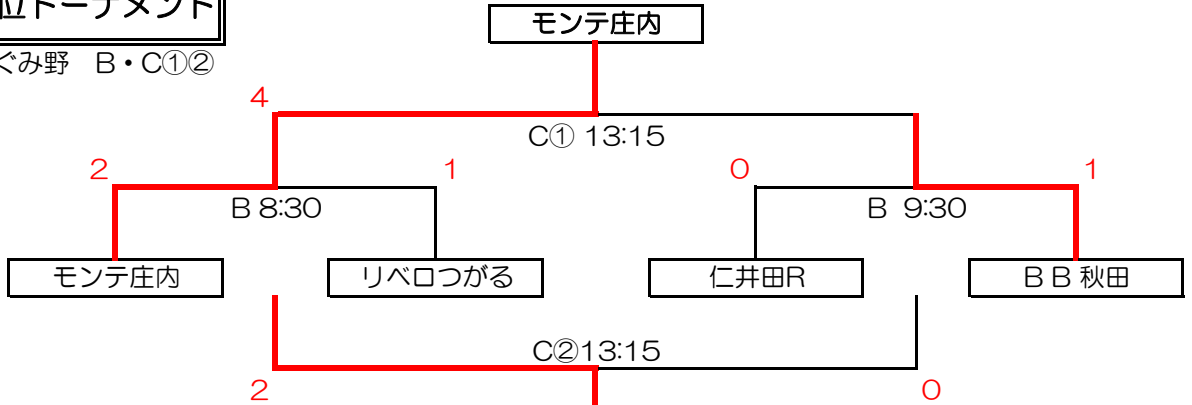 位トーナメント
ぐみ野 B・C①②
モンテ庄内
4
C① 13:15
2
1
0
1
B 8:30
B 9:30
モンテ庄内
リベロつがる
仁井田R
BB秋田
C②13:15
2
0